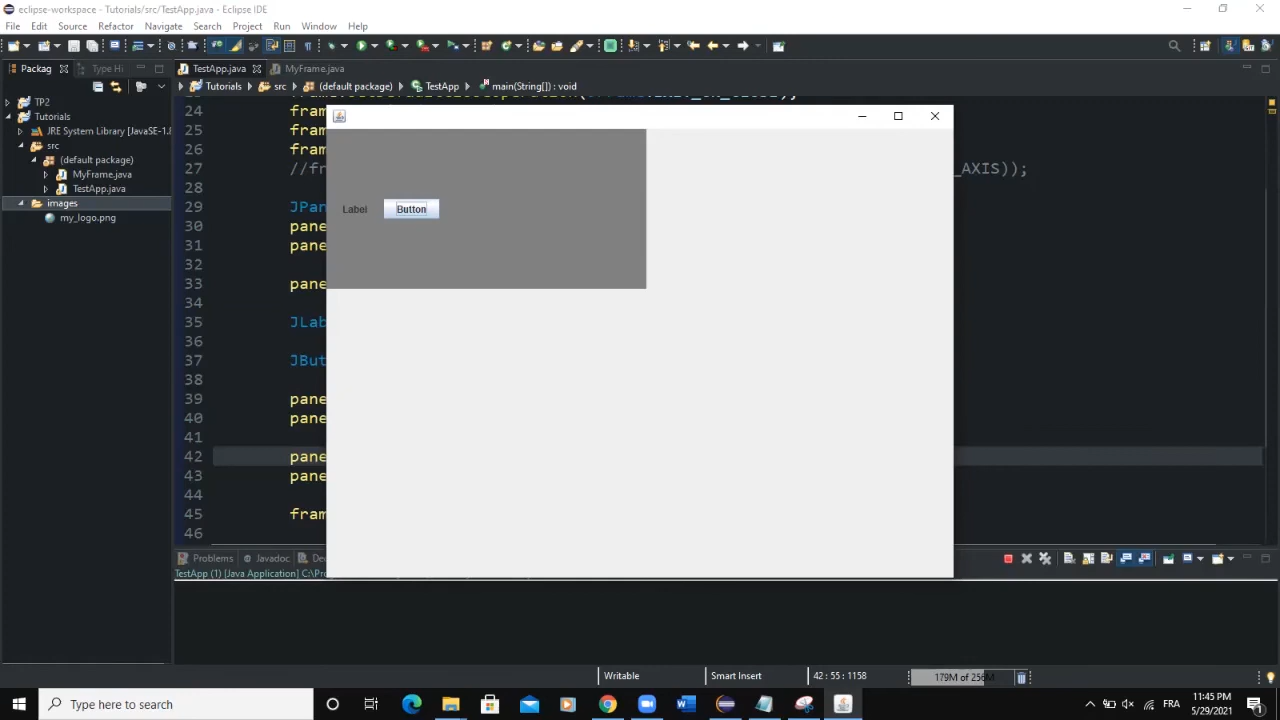 eclipse-workspace - Tutorials/src/TestApp.java - Eclipse IDE
File Edit Source Refactor Navigate Search Project Run Window Help
Packag Type Hi TestApp.java MyFrame.java
Tutorials src (default package) TestApp main(String[]) : void
TP2
Tutorials
JRE System Library [JavaSE-1.
src
(default package)
MyFrame.java
TestApp.java
images
my_logo.png
24 fram
25 fram
26 fram
27 //fr _AXIS));
28
29 JPan
30 pane
31 pane
32
33 pane
34
35 JLab
36
37 JBut
38
39 pane
40 pane
41
42 pane
43 pane
44
45 fram
46
Label Button
Problems Javadoc De
TestApp (1) [Java Application] C:\Pro
Writable Smart Insert 42 : 55 : 1158 179M of 256M
Type here to search
FRA
11:45 PM
5/29/2021
1